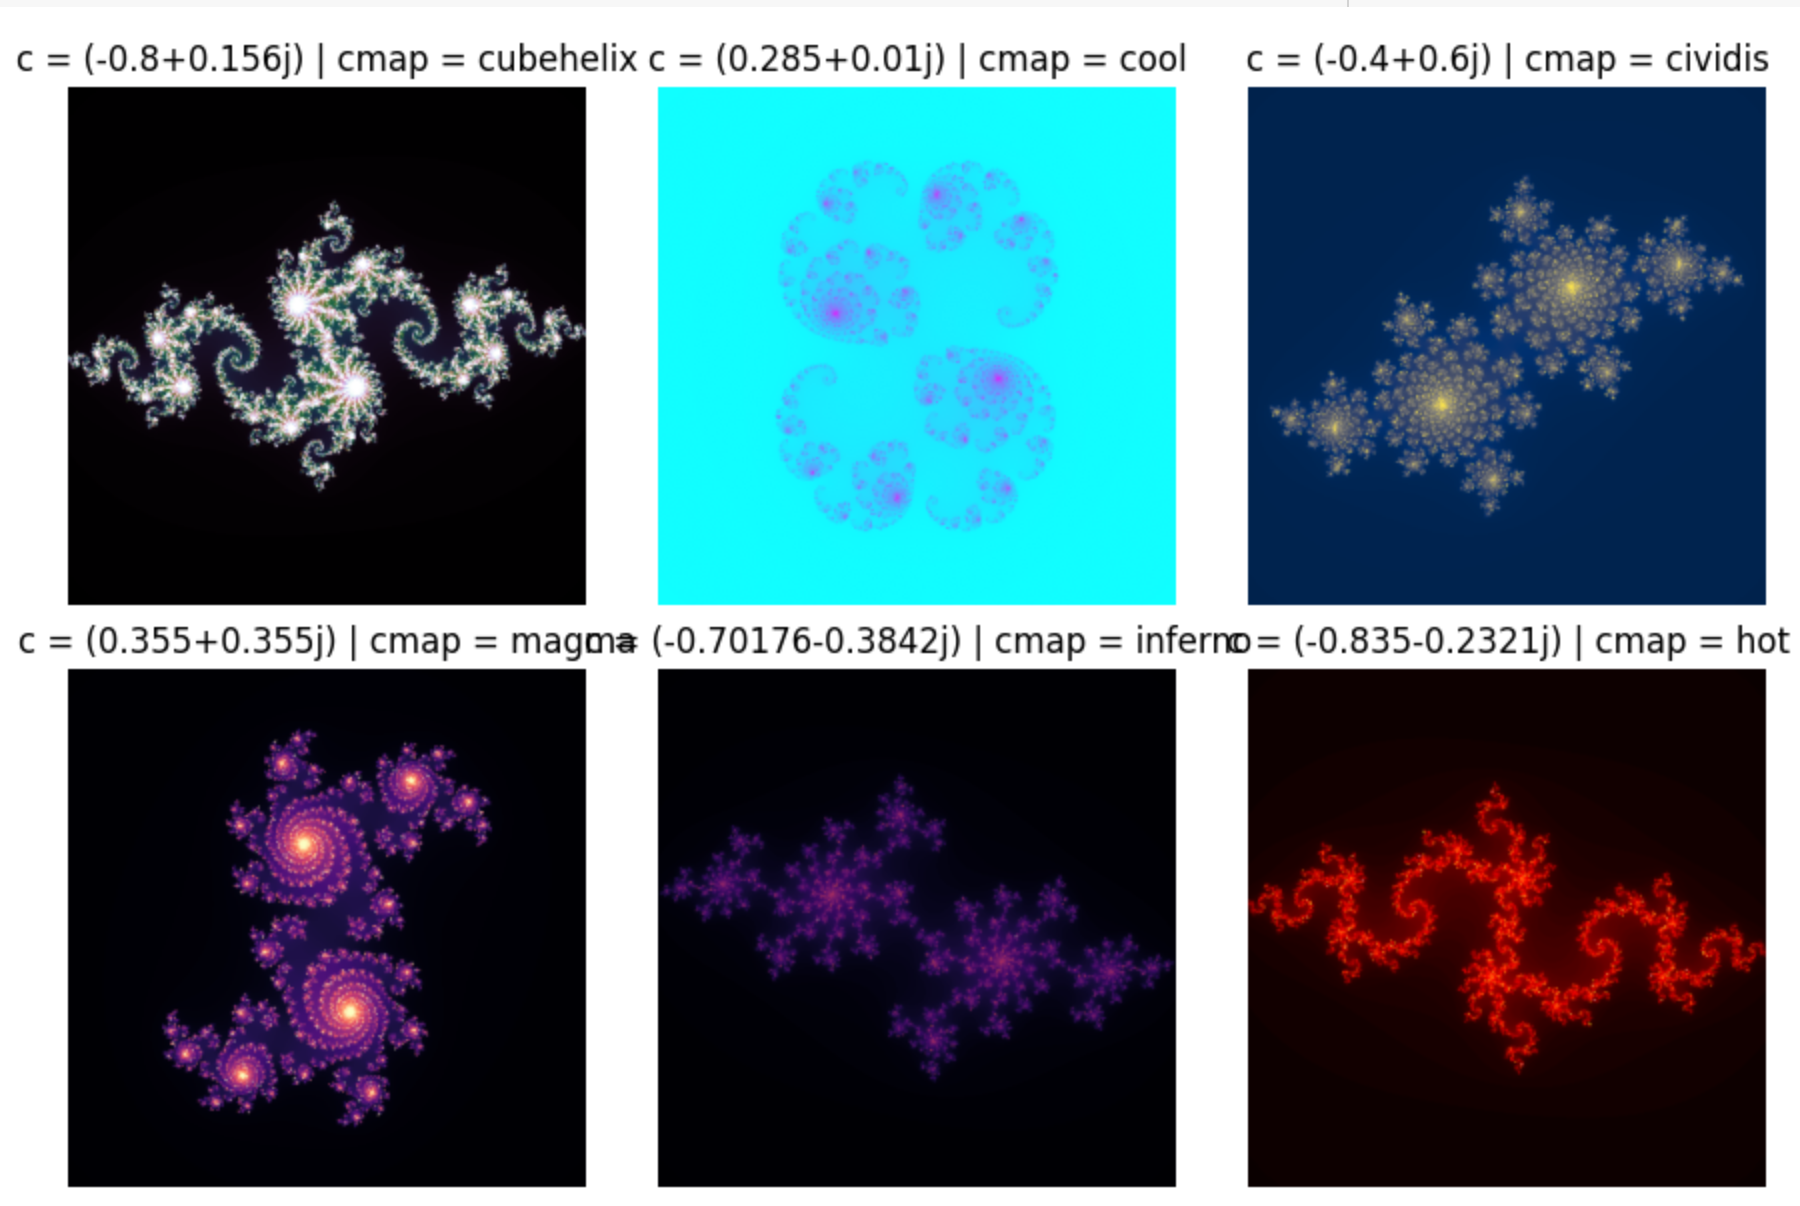 c = (-0.8+0.156j) | cmap = cubehelix
c = (0.285+0.01j) | cmap = cool
c = (-0.4+0.6j) | cmap = cividis
c = (0.355+0.355j) | cmap = magma
c = (-0.70176-0.3842j) | cmap = inferno
c = (-0.835-0.2321j) | cmap = hot